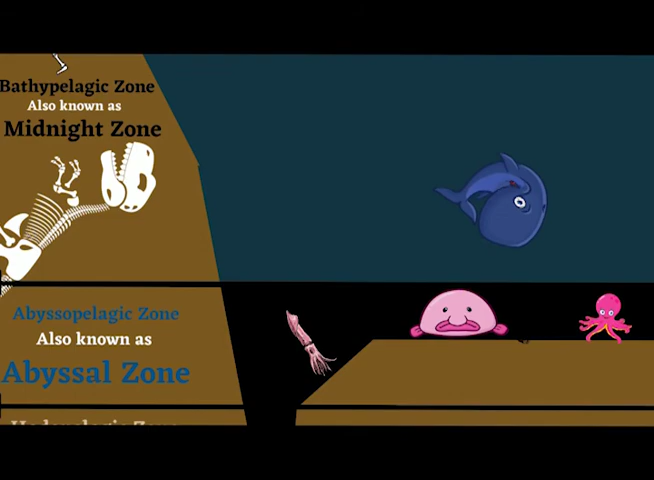 Bathypelagic Zone
Also known as
Midnight Zone
Abyssopelagic Zone
Also known as
Abyssal Zone